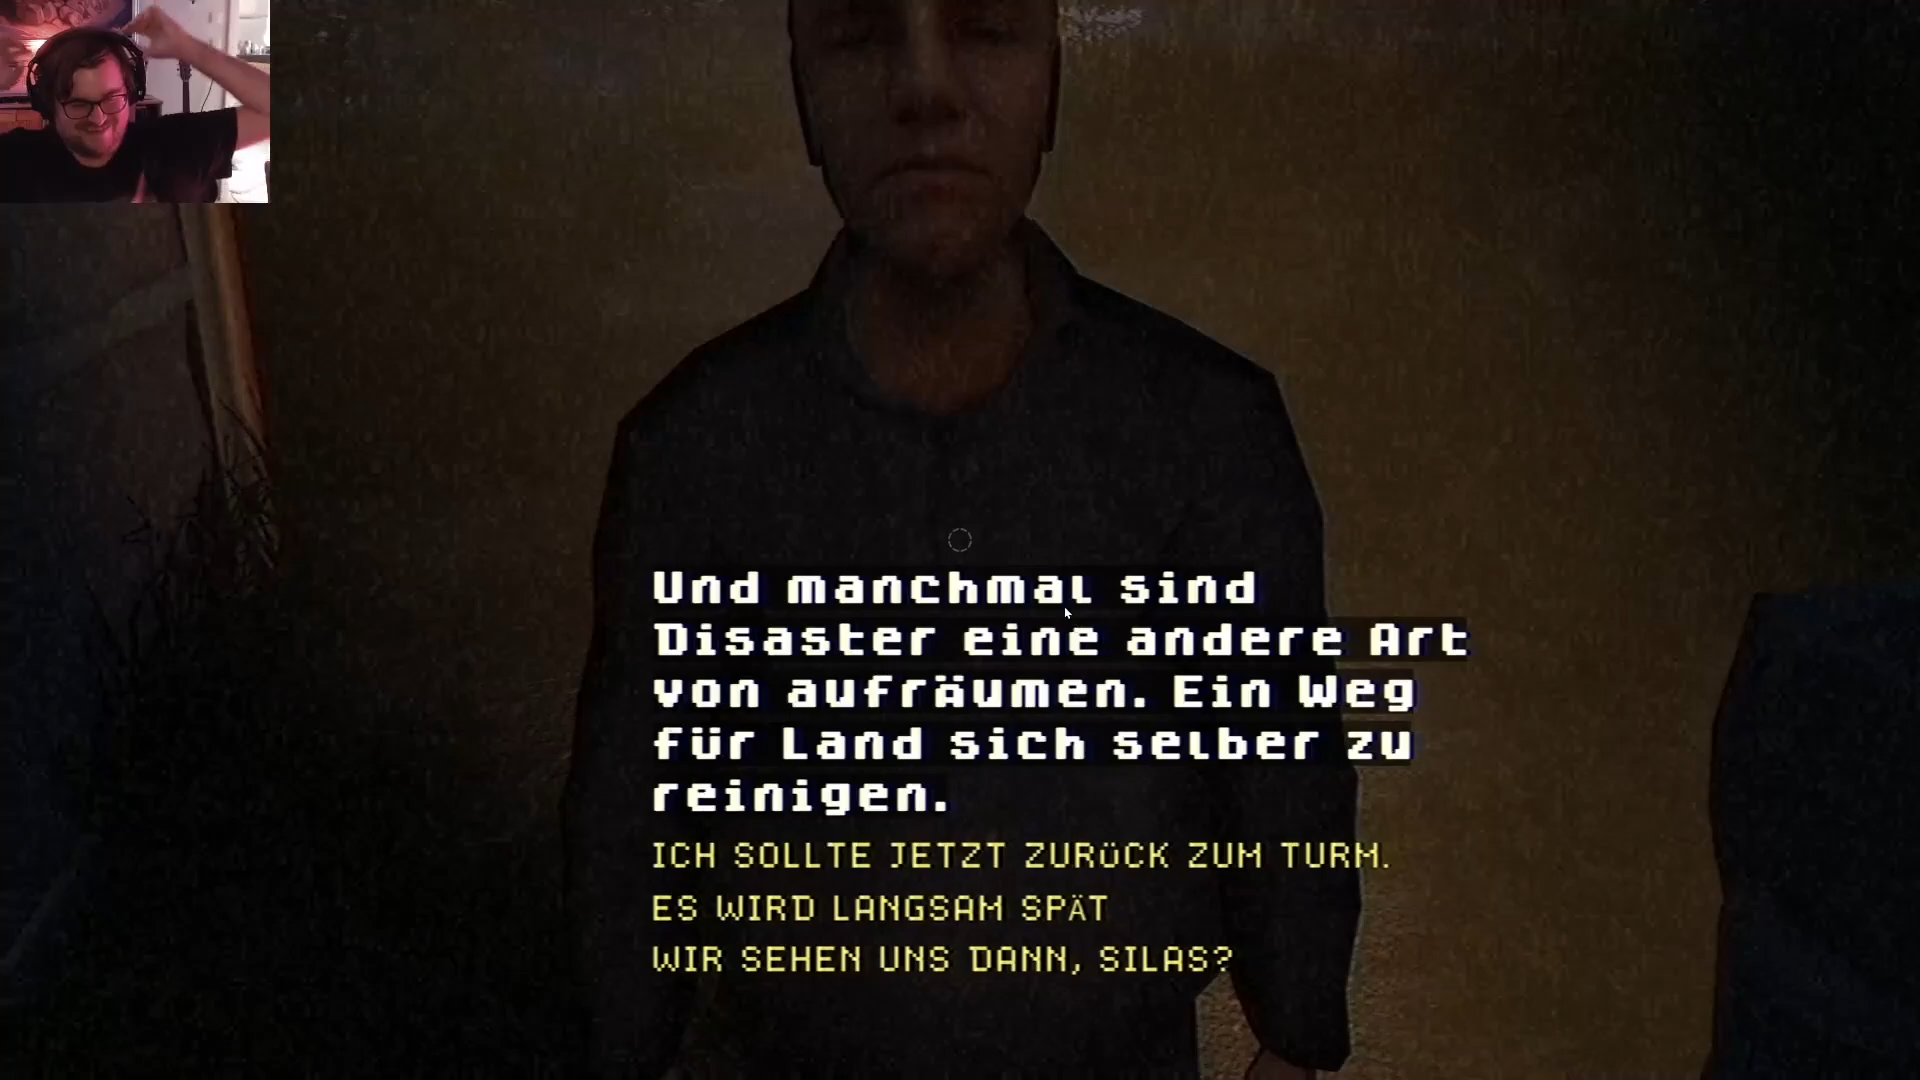 Und manchmal sind
Disaster eine andere Art
von aufräumen. Ein Weg
für Land sich selber zu
reinigen.
ICH SOLLTE JETZT ZURÜCK ZUM TURM.
ES WIRD LANGSAM SPÄT
WIR SEHEN UNS DANN, SILAS?